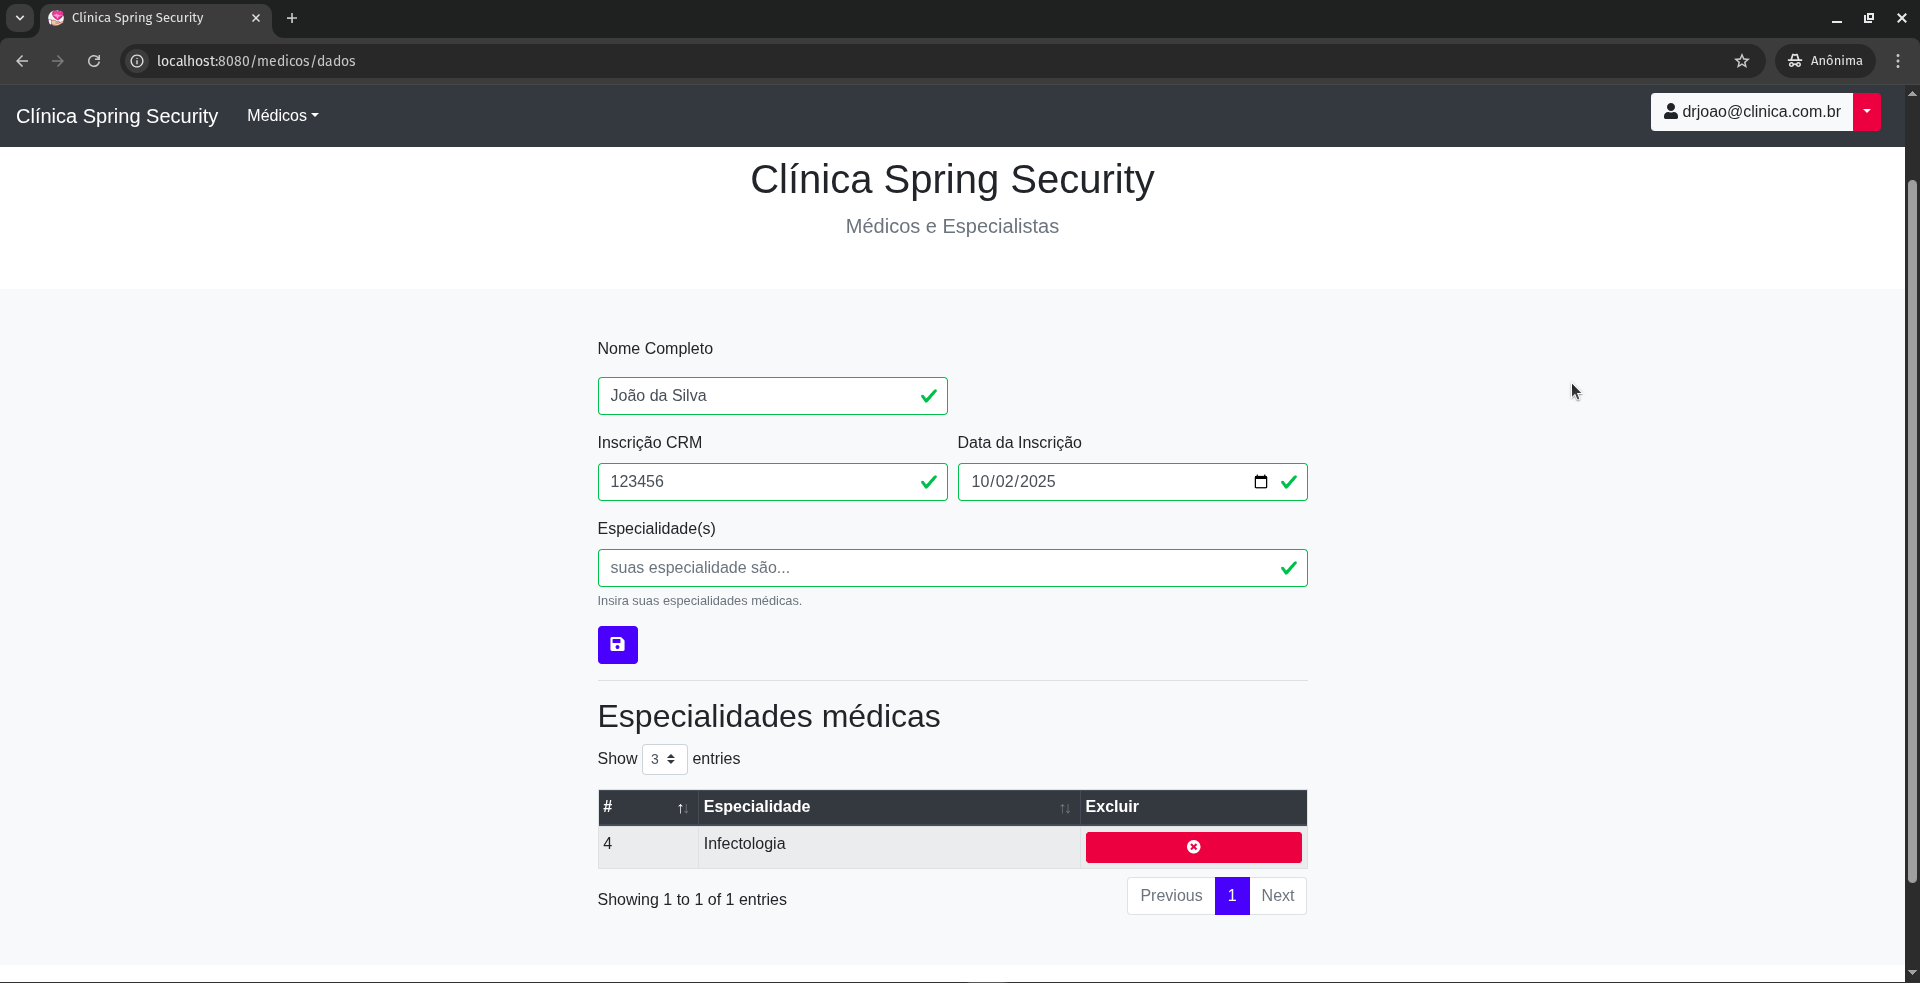 Clínica Spring Security
localhost:8080/medicos/dados
Anônima
Clínica Spring Security Médicos drjoao@clinica.com.br
Clínica Spring Security
Médicos e Especialistas
Nome Completo
João da Silva
Inscrição CRM Data da Inscrição
123456 10/02/2025
Especialidade(s)
suas especialidade são...
Insira suas especialidades médicas.
Especialidades médicas
Show 3 entries
# Especialidade Excluir
4 Infectologia
Showing 1 to 1 of 1 entries Previous 1 Next